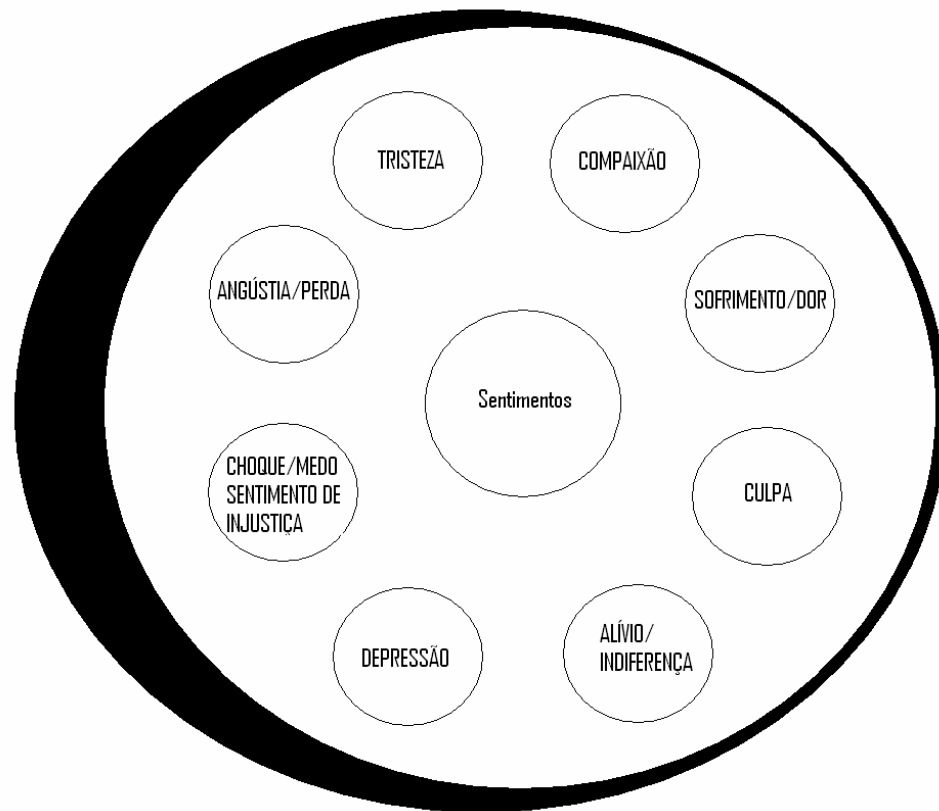 TRISTEZA
COMPAIXÃO
ANGÚSTIA/PERDA
SOFRIMENTO/DOR
Sentimentos
CHOQUE/MEDO
SENTIMENTO DE
INJUSTIÇA
CULPA
DEPRESSÃO
ALÍVIO/
INDIFERENÇA